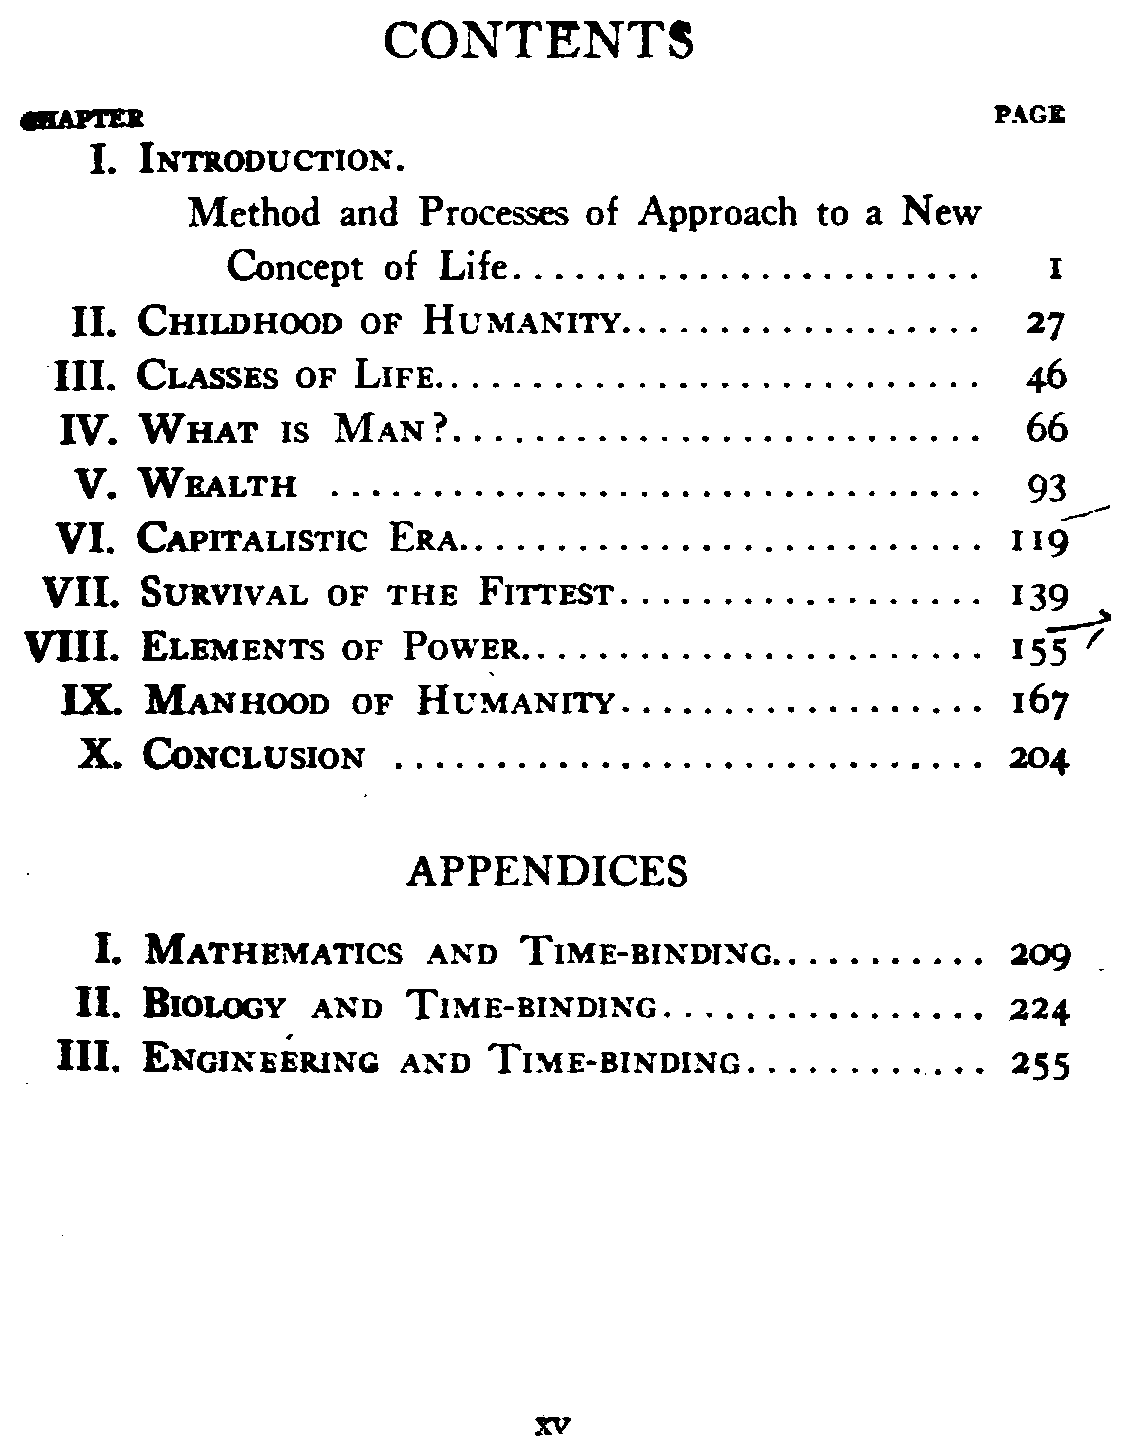 CONTENTS
CHAPTER PAGE
I. INTRODUCTION.
Method and Processes of Approach to a New
Concept of Life....................... 1
II. CHILDHOOD OF HUMANITY.................. 27
III. CLASSES OF LIFE........................... 46
IV. WHAT IS MAN?.......................... 66
V. WEALTH ................................ 93
VI. CAPITALISTIC ERA.......................... 119
VII. SURVIVAL OF THE FITTEST.................. 139
VIII. ELEMENTS OF POWER....................... 155
IX. MANHOOD OF HUMANITY.................. 167
X. CONCLUSION ............................. 204
APPENDICES
I. MATHEMATICS AND TIME-BINDING........... 209
II. BIOLOGY AND TIME-BINDING................ 224
III. ENGINEERING AND TIME-BINDING............ 255
xv